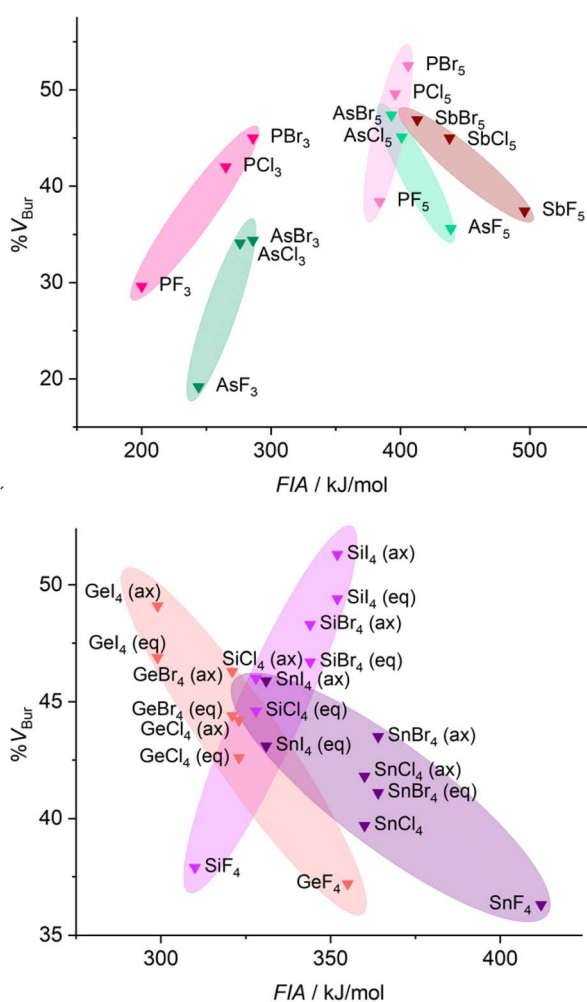 PBr₅
50
PCl₅
AsBr₅
SbBr₅
PBr₃
AsCl₅
SbCl₅
PCl₃
40
PF₅
SbF₅
AsF₅
%V_Bur
AsBr₃
AsCl₃
30
PF₃
20
AsF₃
200 300 400 500
FIA / kJ/mol
SiI₄ (ax)
GeI₄ (ax)
50
SiI₄ (eq)
SiBr₄ (ax)
GeI₄ (eq)
SiCl₄ (ax)
SiBr₄ (eq)
GeBr₄ (ax)
SnI₄ (ax)
45
GeBr₄ (eq)
SiCl₄ (eq)
GeCl₄ (ax)
SnBr₄ (ax)
SnI₄ (eq)
GeCl₄ (eq)
%V_Bur
SnCl₄ (ax)
SnBr₄ (eq)
40
SnCl₄
SiF₄
GeF₄
SnF₄
35
300 350 400
FIA / kJ/mol